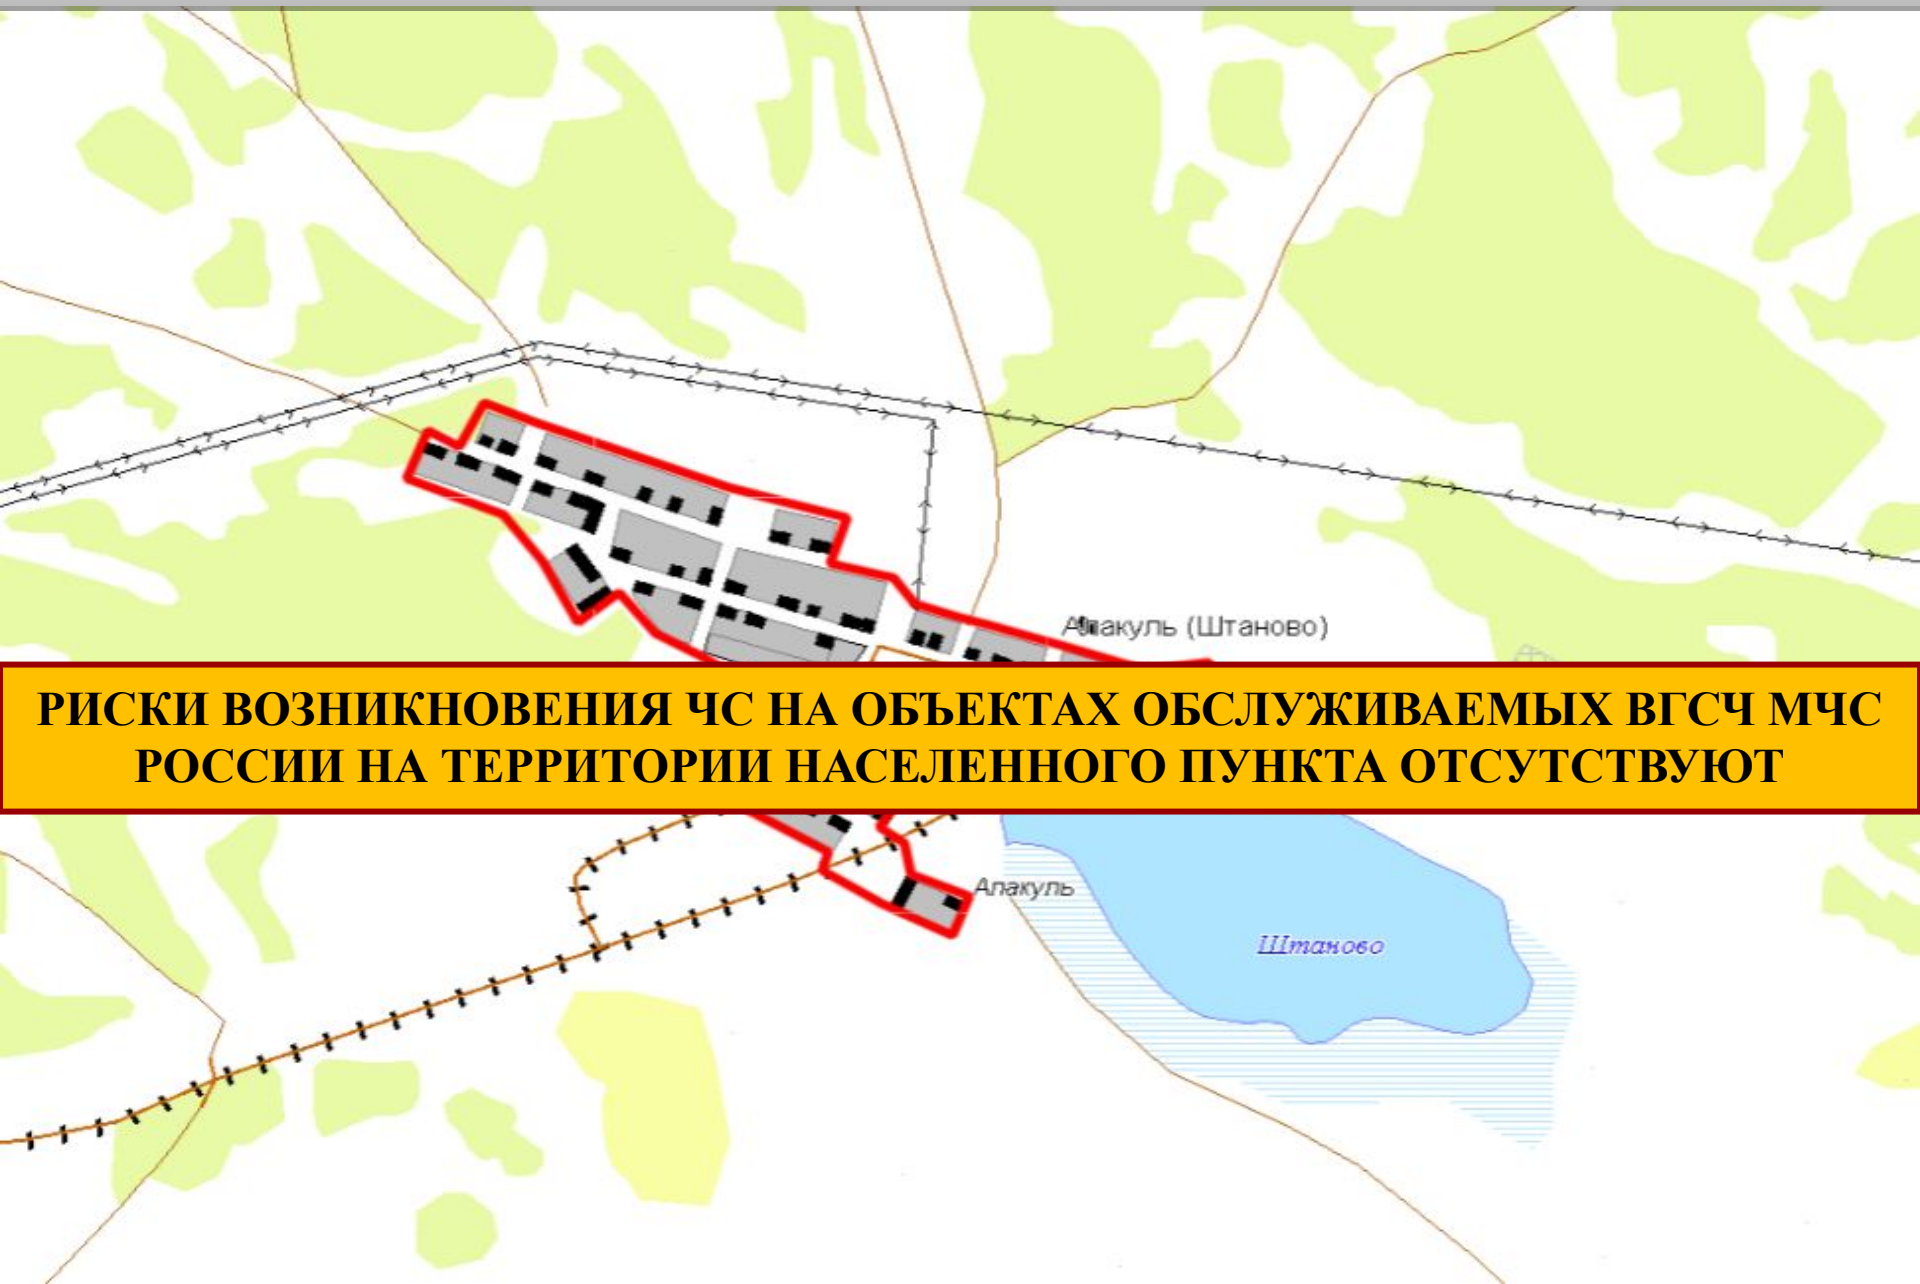 Алакуль (Штаново)
РИСКИ ВОЗНИКНОВЕНИЯ ЧС НА ОБЪЕКТАХ ОБСЛУЖИВАЕМЫХ ВГСЧ МЧС
РОССИИ НА ТЕРРИТОРИИ НАСЕЛЕННОГО ПУНКТА ОТСУТСТВУЮТ
Алакуль
Штаново